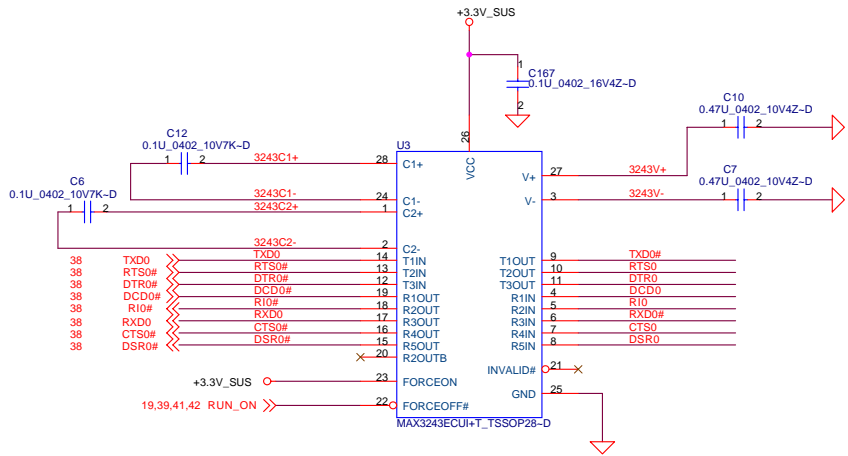 +3.3V_SUS
1
C167
0.1U_0402_16V4Z~D
2
C10
0.47U_0402_10V4Z~D
1 2
C12
0.1U_0402_10V7K~D
1 2
3243C1+
28
C1+
U3
26
VCC
V+
27
3243V+
C6
0.1U_0402_10V7K~D
1 2
3243C1-
24
C1-
3243C2+
1
C2+
V-
3
3243V-
C7
0.47U_0402_10V4Z~D
1 2
3243C2-
2
C2-
38 TXD0 TXD0 14 T1IN T1OUT 9 TXD0#
38 RTS0# RTS0# 13 T2IN T2OUT 10 RTS0
38 DTR0# DTR0# 12 T3IN T3OUT 11 DTR0
38 DCD0# DCD0# 19 R1OUT R1IN 4 DCD0
38 RI0# RI0# 18 R2OUT R2IN 5 RI0
38 RXD0 RXD0 17 R3OUT R3IN 6 RXD0#
38 CTS0# CTS0# 16 R4OUT R4IN 7 CTS0
38 DSR0# DSR0# 15 R5OUT R5IN 8 DSR0
20 R2OUTB
INVALID# 21
+3.3V_SUS 23 FORCEON
GND 25
19,39,41,42 RUN_ON 22 FORCEOFF#
MAX3243ECUI+T_TSSOP28~D